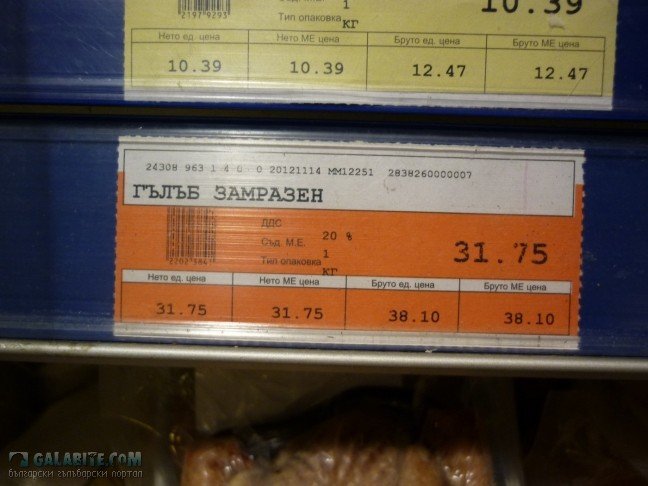 10.39
21979293
1
Тип опаковка
КГ
Нето ед. цена Нето МЕ цена Бруто ед. цена Бруто МЕ цена
10.39 10.39 12.47 12.47
24308 963 1 4 0 0 20121114 MM12251 2838260000007
ГЪЛЪБ ЗАМРАЗЕН
ДДС 20 %
Съд. М.Е. 1
Тип опаковка КГ
31.75
Нето ед. цена Нето МЕ цена Бруто ед. цена Бруто МЕ цена
31.75 31.75 38.10 38.10
GALABITE.COM
български гълъбарски портал